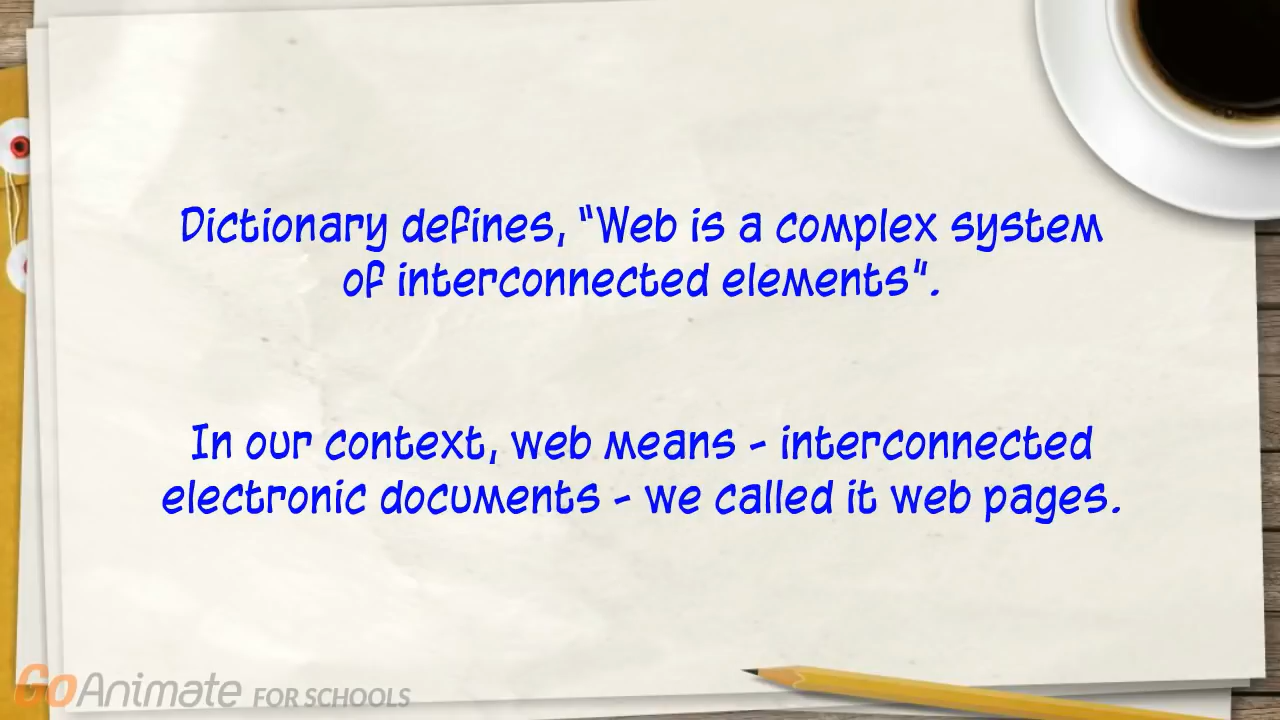 Dictionary defines, "Web is a complex system
of interconnected elements".
In our context, web means - interconnected
electronic documents - we called it web pages.
GoAnimate FOR SCHOOLS